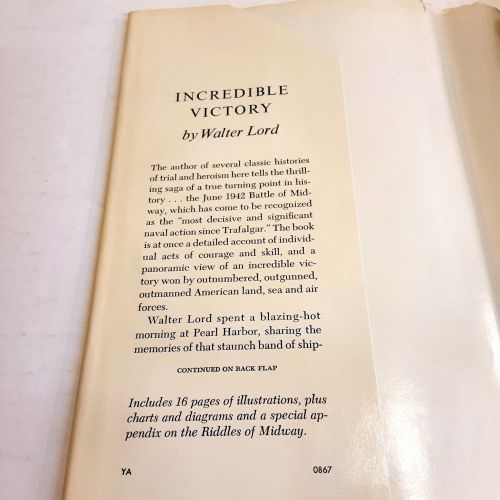 INCREDIBLE
VICTORY
by Walter Lord
The author of several classic histories
of trial and heroism here tells the thrill-
ing saga of a true turning point in his-
tory . . . the June 1942 Battle of Mid-
way, which has come to be recognized
as the "most decisive and significant
naval action since Trafalgar." The book
is at once a detailed account of individ-
ual acts of courage and skill, and a
panoramic view of an incredible vic-
tory won by outnumbered, outgunned,
outmanned American land, sea and air
forces.
Walter Lord spent a blazing-hot
morning at Pearl Harbor, sharing the
memories of that staunch band of ship-
CONTINUED ON BACK FLAP
Includes 16 pages of illustrations, plus
charts and diagrams and a special ap-
pendix on the Riddles of Midway.
YA 0867